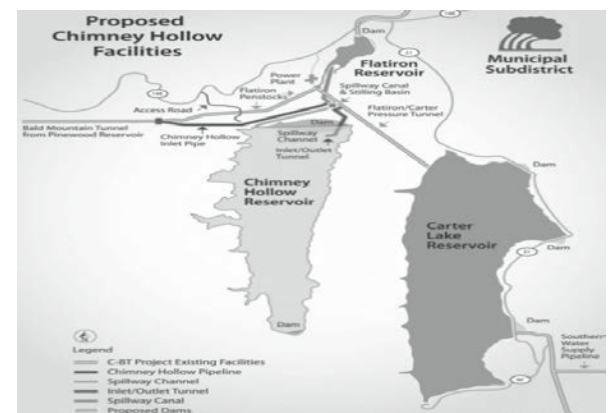 Proposed
Chimney Hollow
Facilities
Dam
31
Municipal
Subdistrict
Flatiron
Reservoir
Power
Plant
Flatiron
Penstocks
Spillway Canal
& Stilling Basin
Access Road
Flatiron/Carter
Pressure Tunnel
Bald Mountain Tunnel
from Pinewood Reservoir
Chimney Hollow
Inlet Pipe
Dam
Spillway
Channel
Inlet/Outlet
Tunnel
Dam
Chimney
Hollow
Reservoir
Carter
Lake
Reservoir
Dam
31
Dam
Dam
Southern
Water
Supply
Pipeline
Legend
C-BT Project Existing Facilities
Chimney Hollow Pipeline
Spillway Channel
Inlet/Outlet Tunnel
Spillway Canal
Proposed Dams